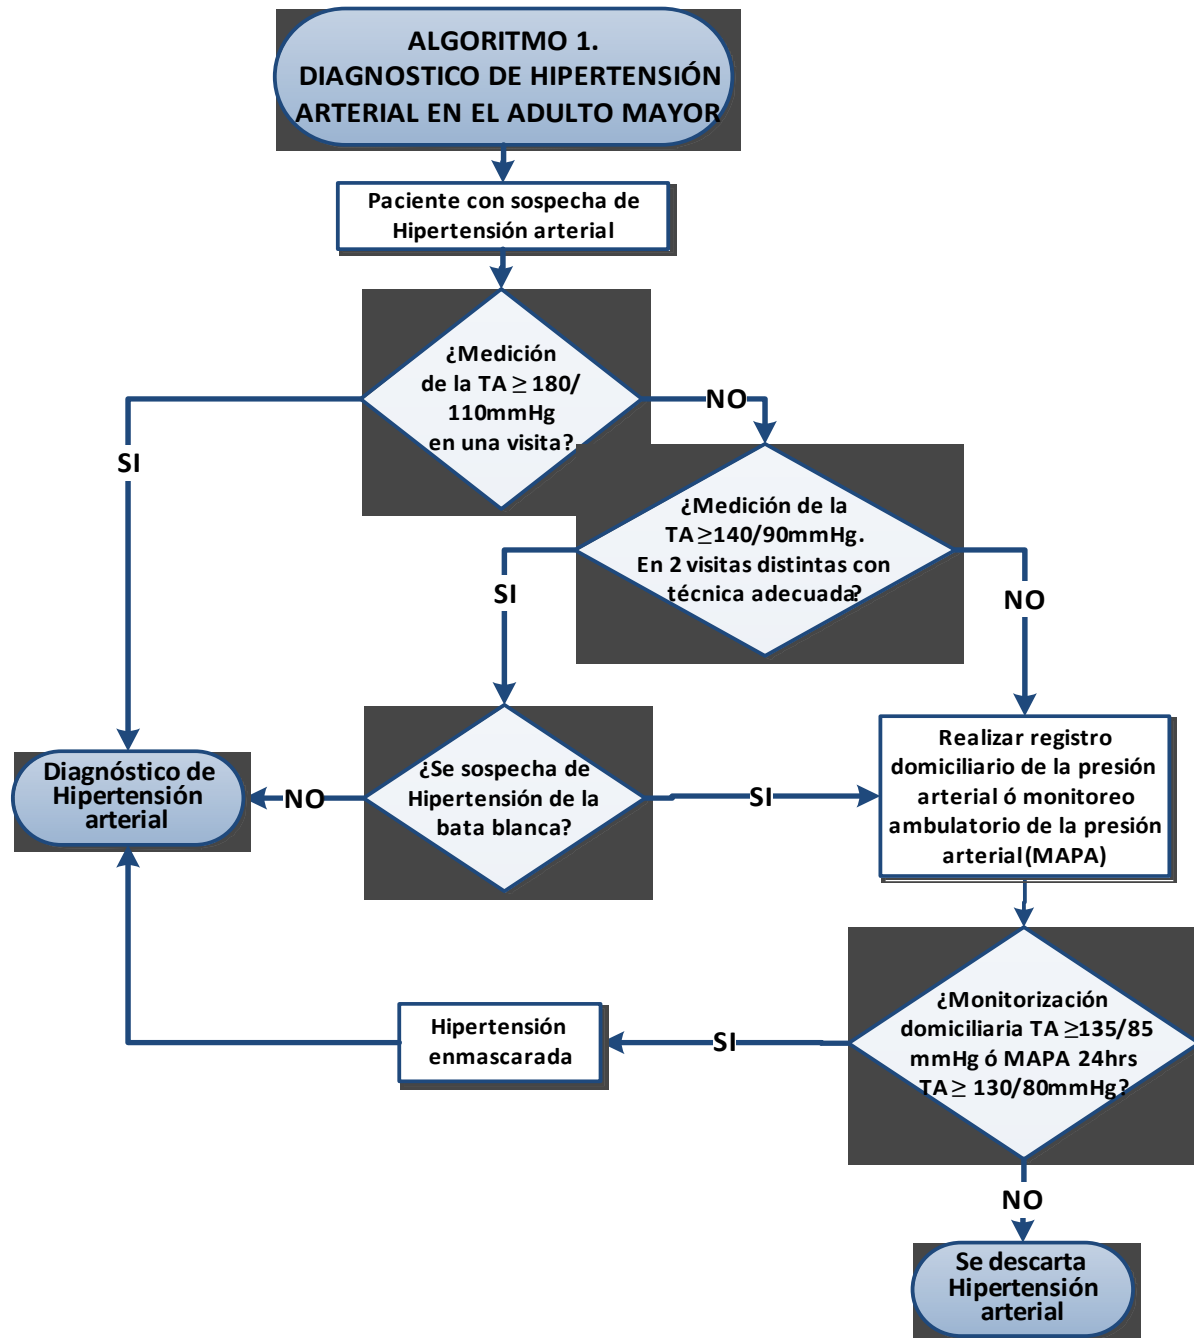 ALGORITMO 1.
DIAGNOSTICO DE HIPERTENSIÓN
ARTERIAL EN EL ADULTO MAYOR
Paciente con sospecha de
Hipertensión arterial
¿Medición
de la TA ≥ 180/
110mmHg
en una visita?
NO
SI
¿Medición de la
TA ≥140/90mmHg.
En 2 visitas distintas con
técnica adecuada?
SI
NO
Diagnóstico de
Hipertensión
arterial
NO
¿Se sospecha de
Hipertensión de la
bata blanca?
SI
Realizar registro
domiciliario de la presión
arterial ó monitoreo
ambulatorio de la presión
arterial (MAPA)
Hipertensión
enmascarada
SI
¿Monitorización
domiciliaria TA ≥135/85
mmHg ó MAPA 24hrs
TA ≥ 130/80mmHg?
NO
Se descarta
Hipertensión
arterial